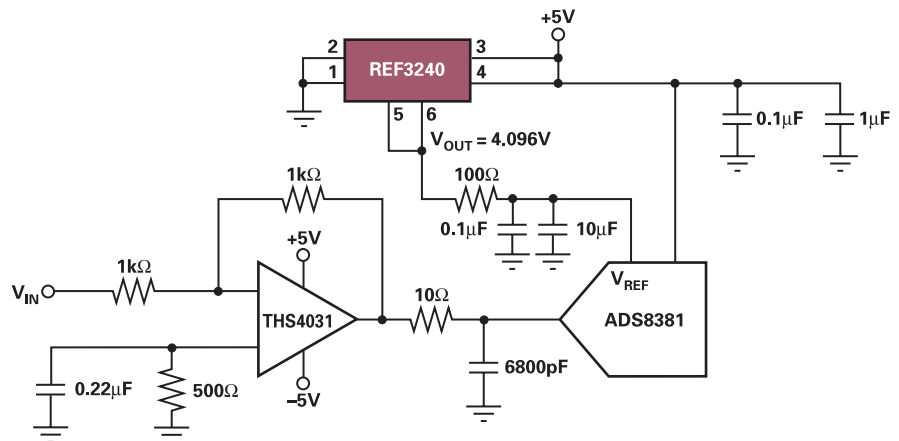 +5V
2
REF3240
3
1
4
5
6
V_OUT = 4.096V
0.1µF
1µF
1kΩ
100Ω
0.1µF
10µF
+5V
1kΩ
V_IN
THS4031
10Ω
V_REF
ADS8381
6800pF
0.22µF
500Ω
–5V